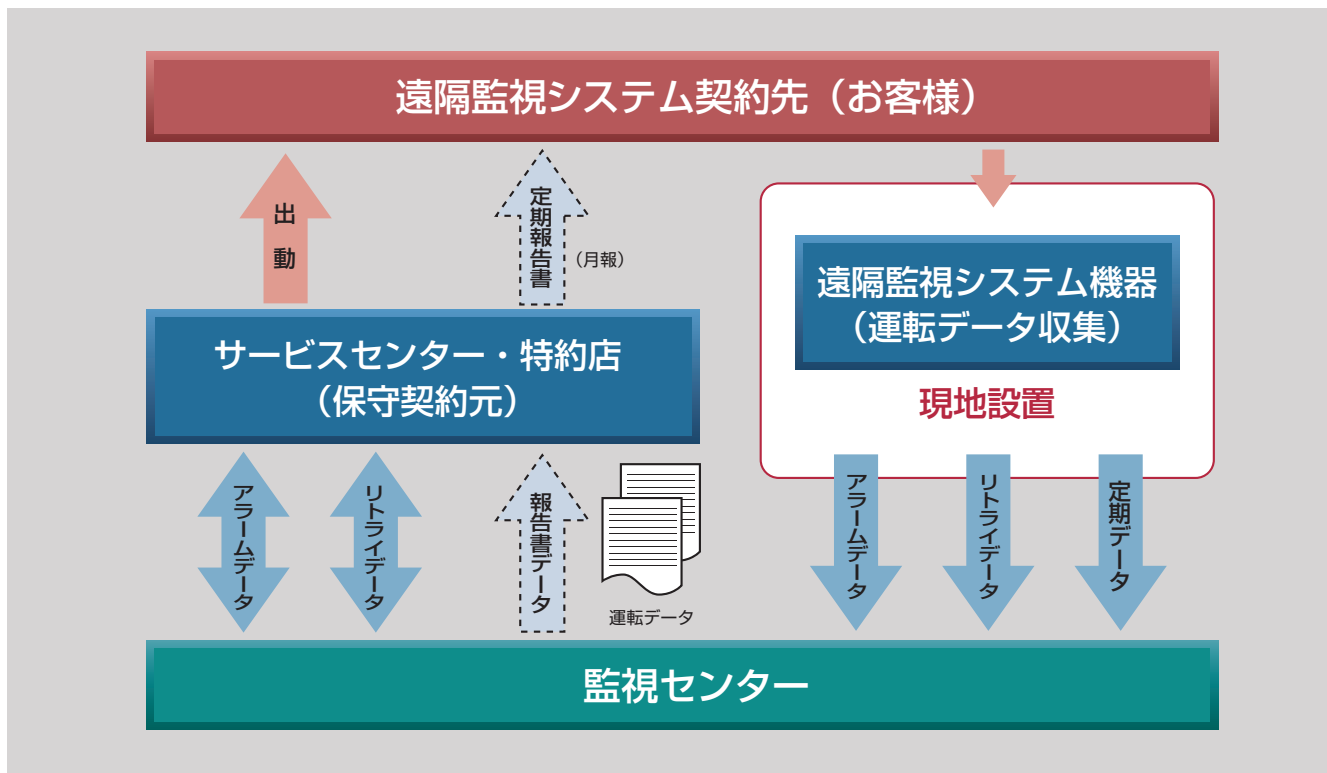 遠隔監視システム契約先（お客様）
出動
定期報告書
（月報）
遠隔監視システム機器
（運転データ収集）
現地設置
サービスセンター・特約店
（保守契約元）
アラームデータ
リトライデータ
報告書データ
運転データ
アラームデータ
リトライデータ
定期データ
監視センター